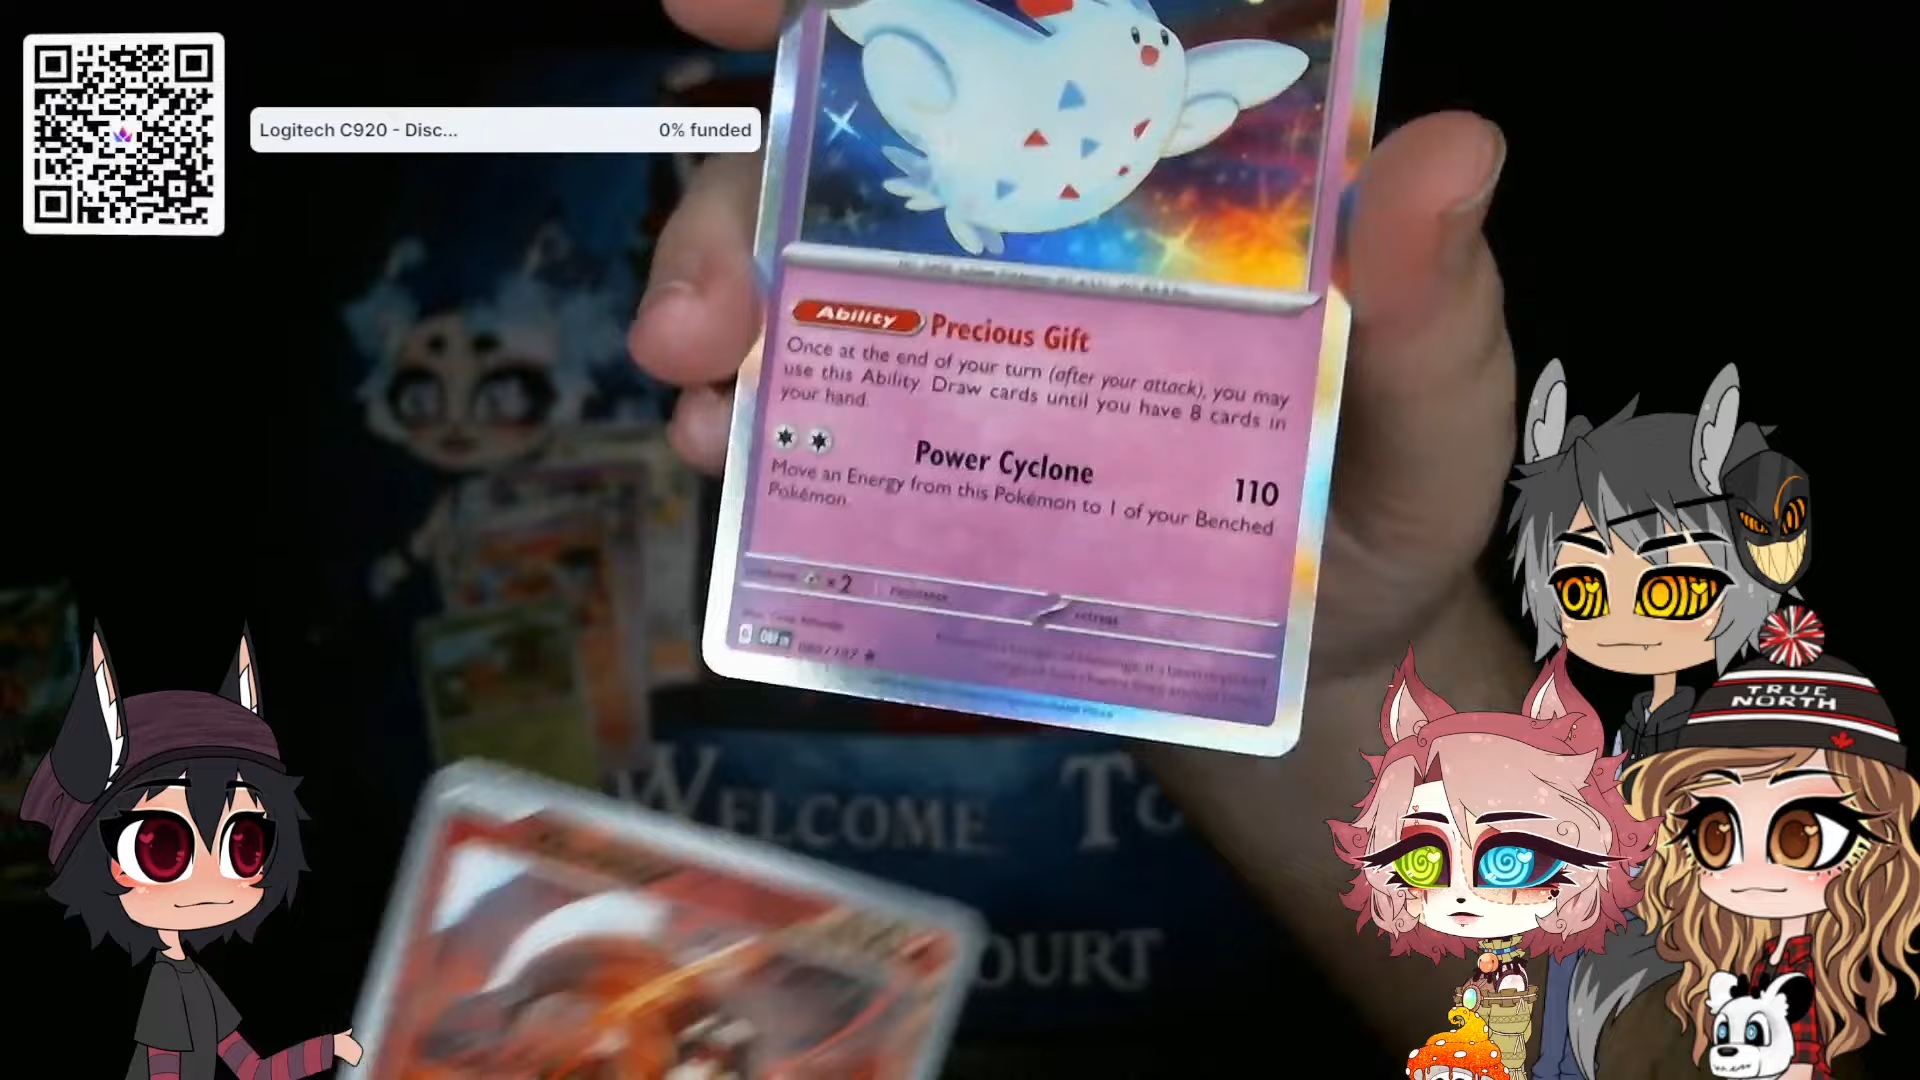 Logitech C920 - Disc... 0% funded
Ability Precious Gift
Once at the end of your turn (after your attack), you may
use this Ability. Draw cards until you have 8 cards in
your hand.
Power Cyclone 110
Move an Energy from this Pokémon to 1 of your Benched
Pokémon.
×2
TRUE
NORTH
WELCOME TO
OURT